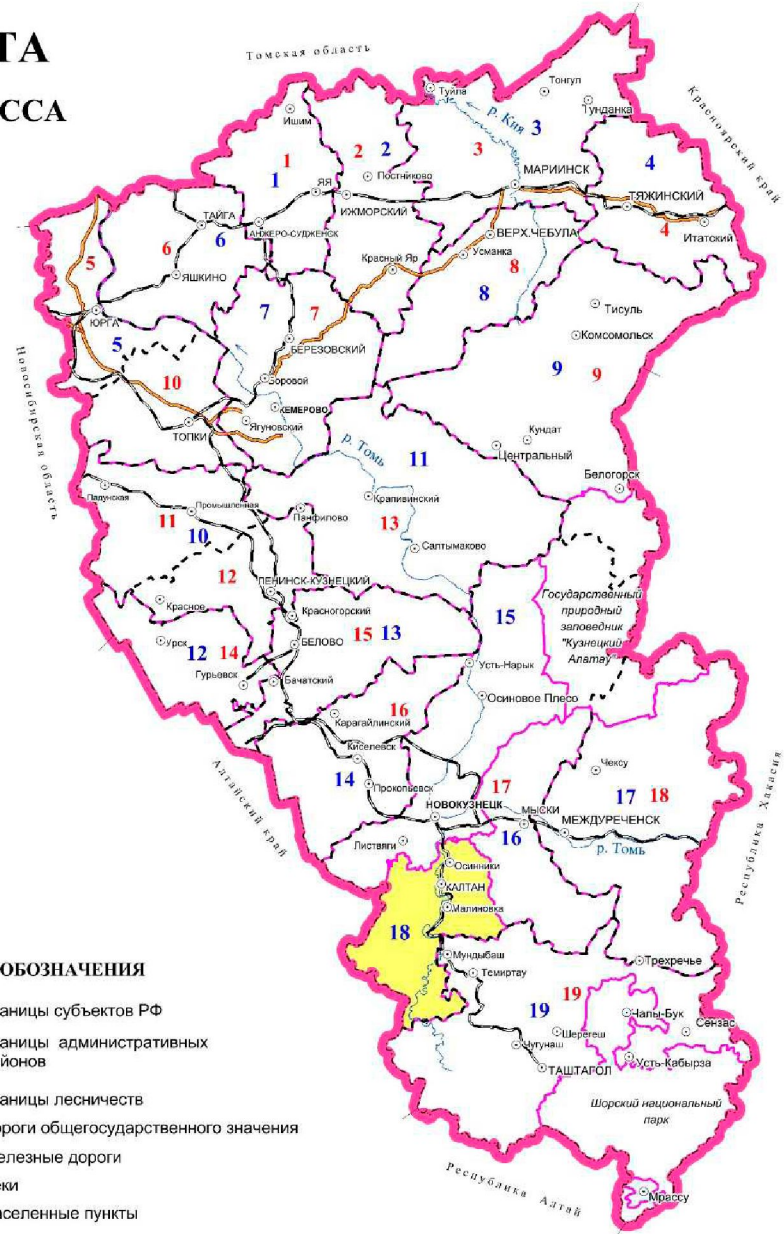 ТА
ССА
Томская область
Красноярский край
Туйла
Тонгул
Тунданка
р. Кия
Ишим
1
2
2
3
3
4
1
Постниково
МАРИИНСК
ЯЯ
ИЖМОРСКИЙ
ТЯЖИНСКИЙ
4
Итатский
ТАЙГА
6
АНЖЕРО-СУДЖЕНСК
ВЕРХ.ЧЕБУЛА
6
5
Красный Яр
Усманка
8
ЯШКИНО
8
7
7
Тисуль
ЮРГА
5
БЕРЕЗОВСКИЙ
Комсомольск
9
9
Новосибирская область
10
Боровой
КЕМЕРОВО
Ягуновский
ТОПКИ
р. Томь
11
Кундат
Центральный
Белогорск
Падунская
Промышленная
11
10
Панфилово
Крапивинский
13
Салтымаково
12
ЛЕНИНСК-КУЗНЕЦКИЙ
Государственный
природный
заповедник
"Кузнецкий
Алатау"
Красное
Красногорский
15
Урск
12
14
БЕЛОВО
15
13
Гурьевск
Бачатский
Усть-Нарык
Осиновое Плесо
16
Карагайлинский
Киселевск
Алтайский край
14
Прокопьевск
Чексу
17
17
18
Республика Хакасия
НОВОКУЗНЕЦК
МЫСКИ
16
МЕЖДУРЕЧЕНСК
р. Томь
Листвяги
Осинники
КАЛТАН
Малиновка
18
Мундыбаш
Темиртау
Трехречье
19
19
Чалы-Бук
Сензас
Шерегеш
Чугунаш
Усть-Кабырза
ТАШТАГОЛ
Шорский национальный
парк
Республика Алтай
Мрассу
ОБОЗНАЧЕНИЯ
аницы субъектов РФ
аницы административных
йонов
аницы лесничеств
ороги общегосударственного значения
елезные дороги
еки
аселенные пункты